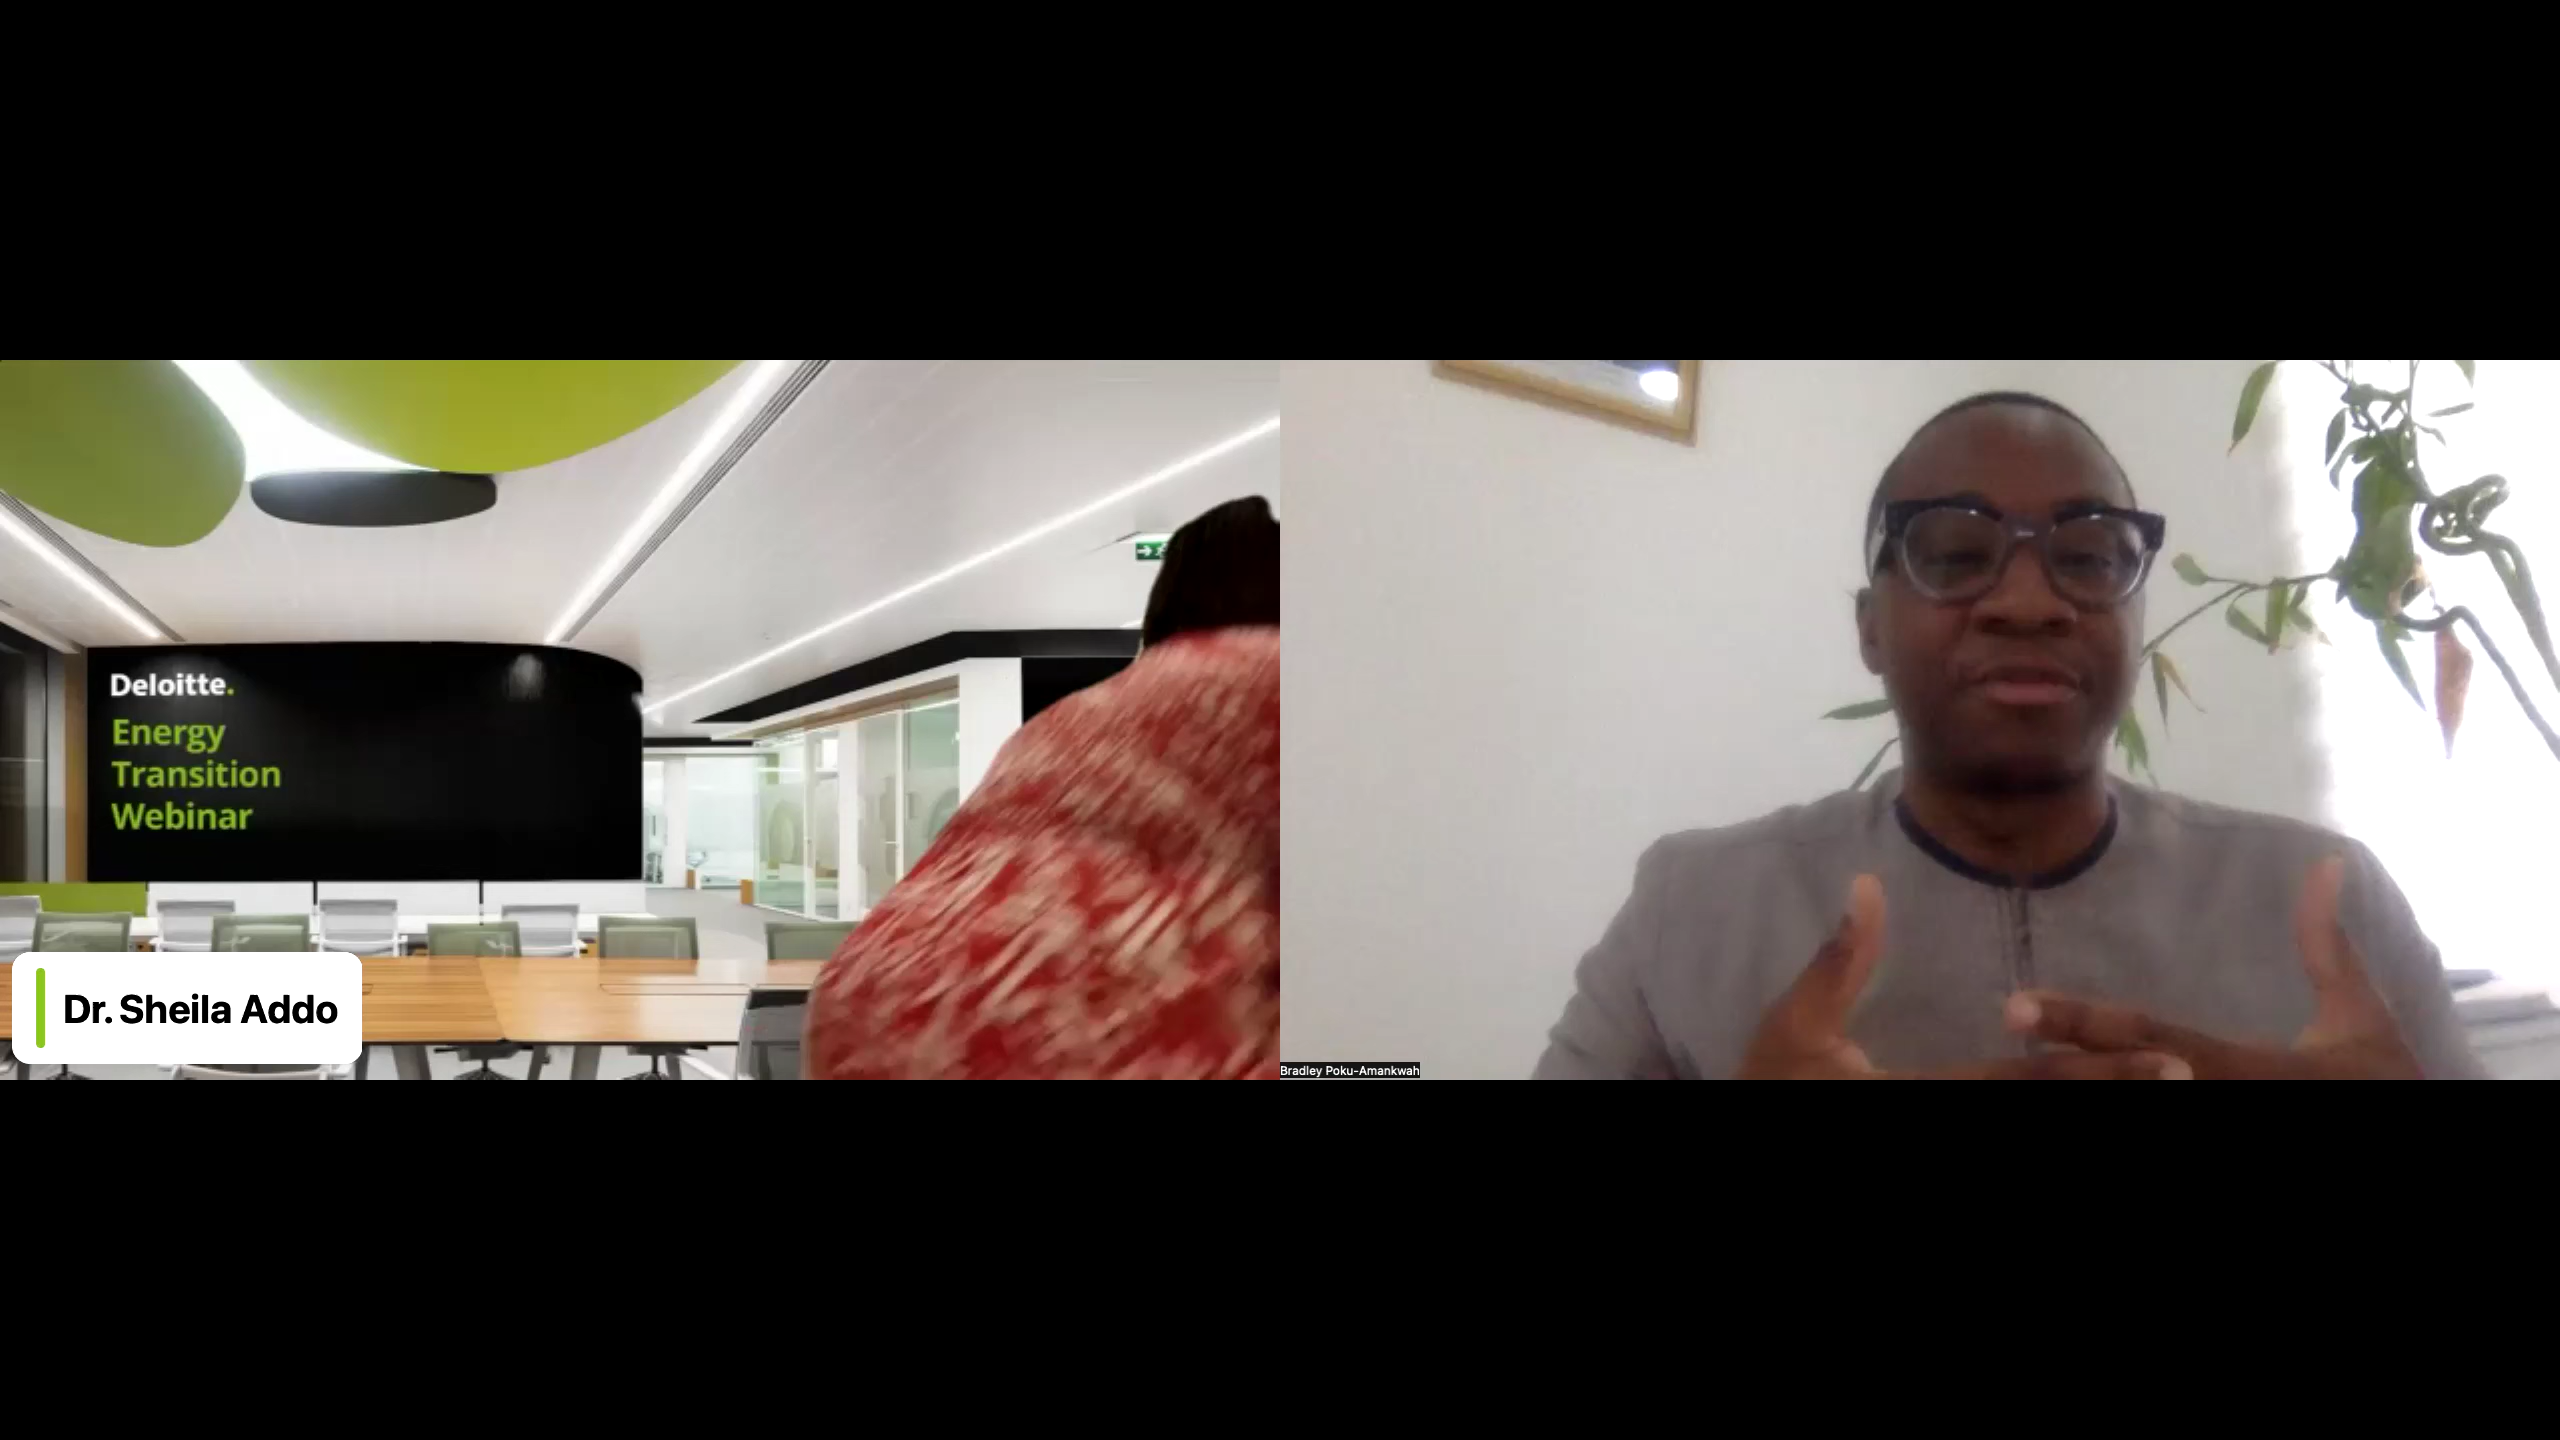 Deloitte.
Energy
Transition
Webinar
Dr. Sheila Addo
Bradley Poku-Amankwah